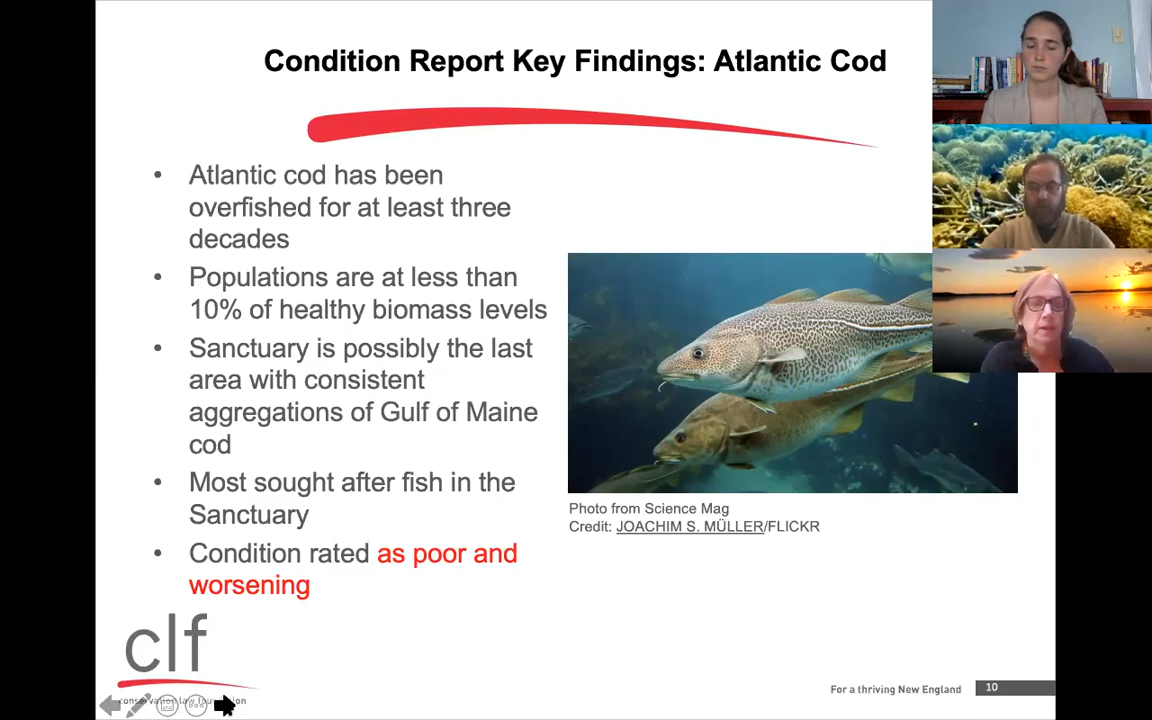 Condition Report Key Findings: Atlantic Cod
• Atlantic cod has been
overfished for at least three
decades
• Populations are at less than
10% of healthy biomass levels
• Sanctuary is possibly the last
area with consistent
aggregations of Gulf of Maine
cod
• Most sought after fish in the
Sanctuary
• Condition rated as poor and
worsening
Photo from Science Mag
Credit: JOACHIM S. MÜLLER/FLICKR
clf
conservation law foundation
For a thriving New England
10